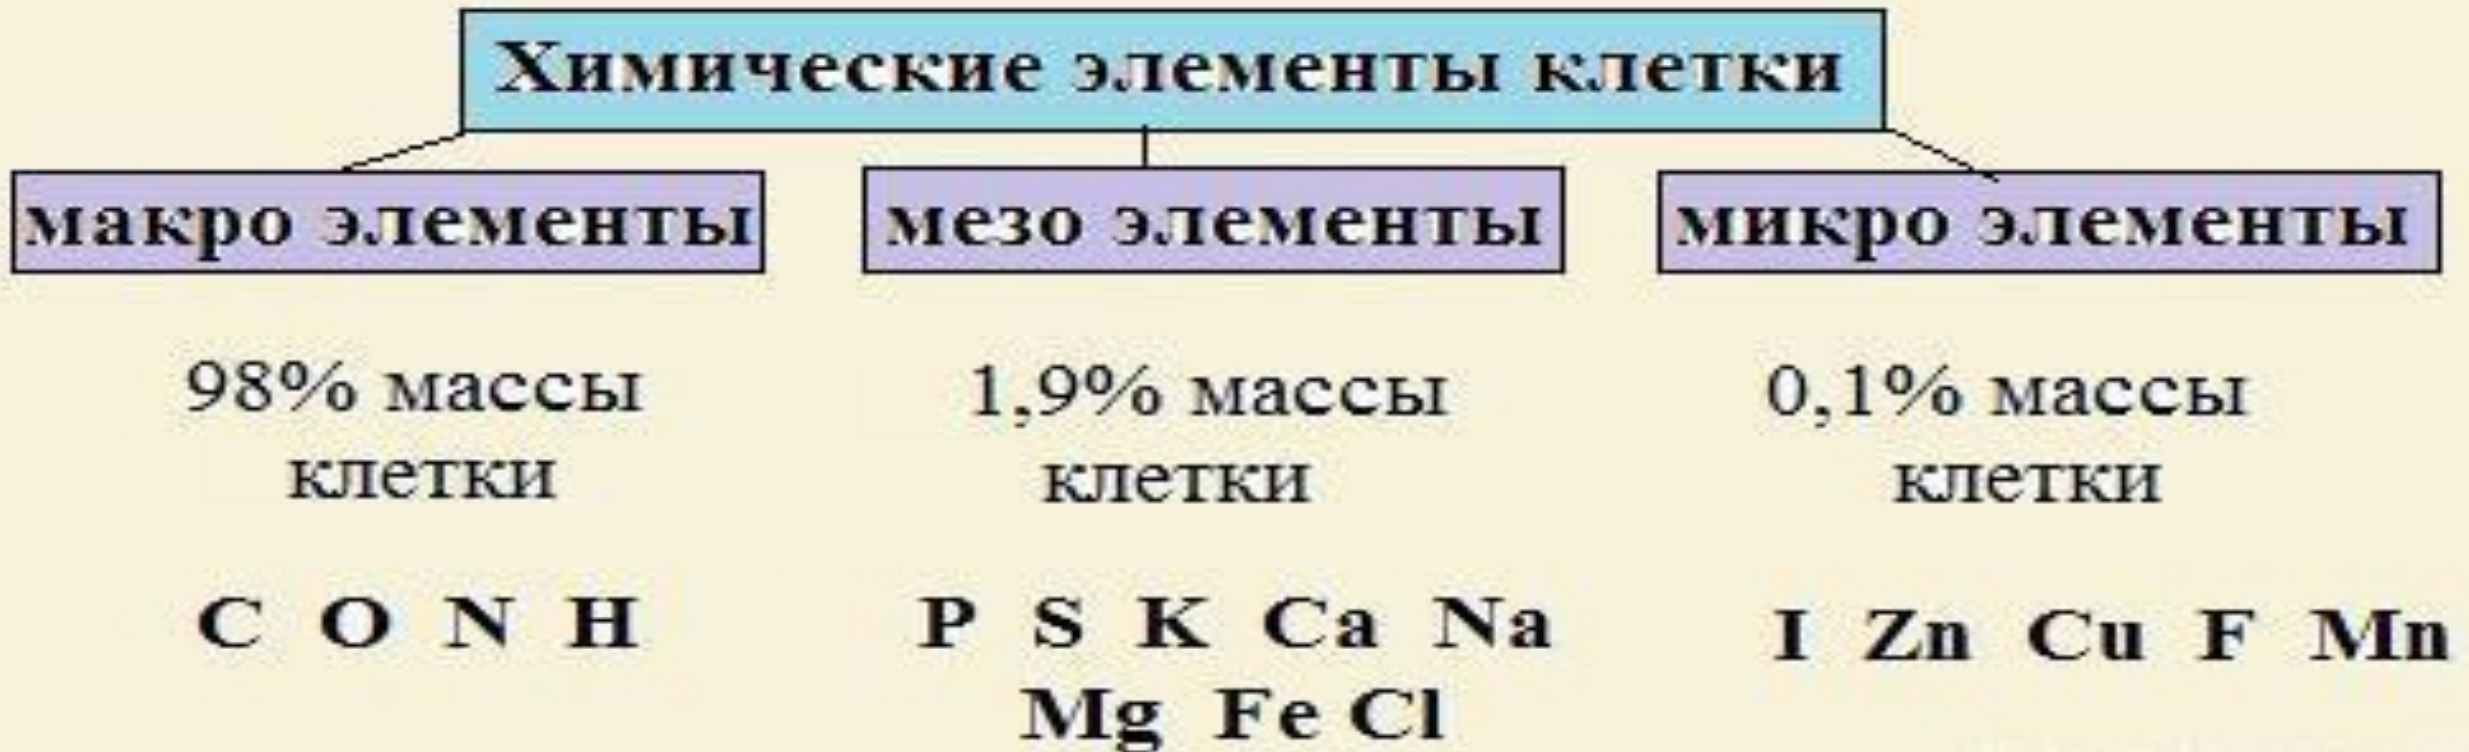 Химические элементы клетки
макро элементы
мезо элементы
микро элементы
98% массы
клетки
1,9% массы
клетки
0,1% массы
клетки
C O N H
P S K Ca Na
Mg Fe Cl
I Zn Cu F Mn